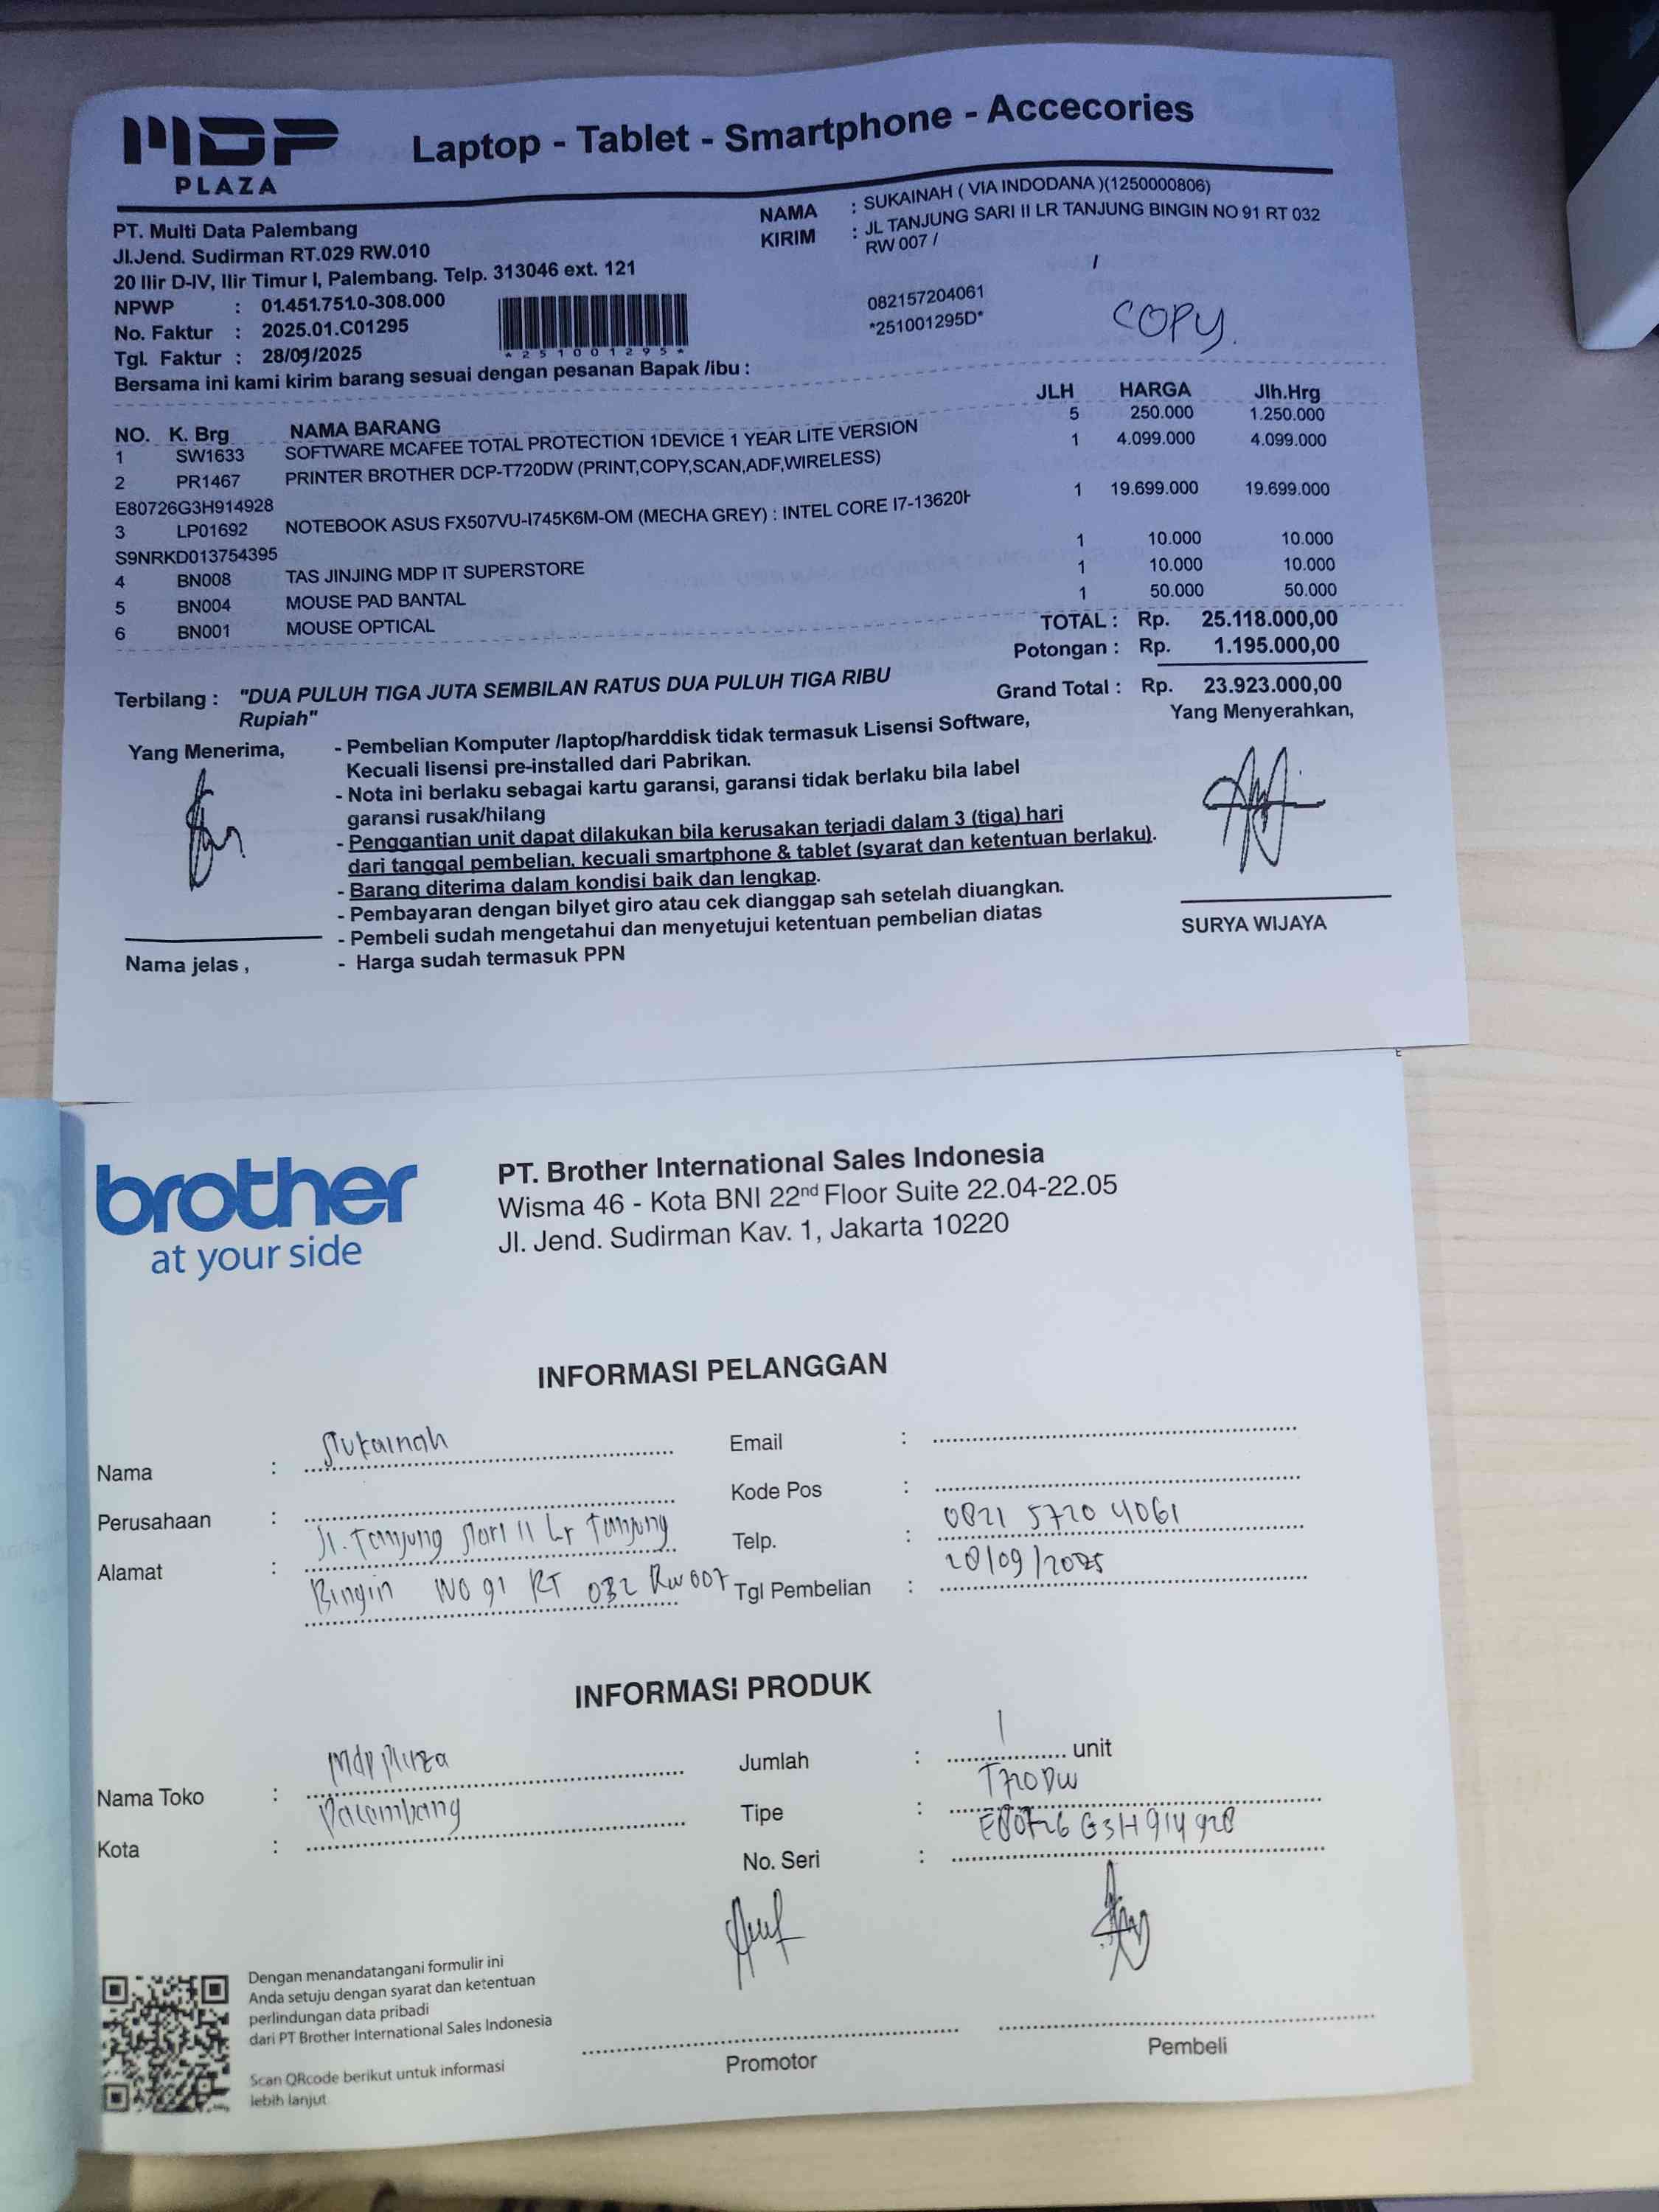 MDP
PLAZA
Laptop - Tablet - Smartphone - Accecories
PT. Multi Data Palembang
Jl.Jend. Sudirman RT.029 RW.010
20 Ilir D-IV, Ilir Timur I, Palembang. Telp. 313046 ext. 121
NPWP : 01.451.751.0-308.000
No. Faktur : 2025.01.C01295
Tgl. Faktur : 28/09/2025
*251001295*
NAMA : SUKAINAH ( VIA INDODANA )(1250000806)
KIRIM : JL TANJUNG SARI II LR TANJUNG BINGIN NO 91 RT 032
RW 007 /
/
082157204061
*251001295D*
COPY.
Bersama ini kami kirim barang sesuai dengan pesanan Bapak /ibu :
NO. K. Brg NAMA BARANG JLH HARGA Jlh.Hrg
1 SW1633 SOFTWARE MCAFEE TOTAL PROTECTION 1DEVICE 1 YEAR LITE VERSION 5 250.000 1.250.000
2 PR1467 PRINTER BROTHER DCP-T720DW (PRINT,COPY,SCAN,ADF,WIRELESS) 1 4.099.000 4.099.000
E80726G3H914928
3 LP01692 NOTEBOOK ASUS FX507VU-I745K6M-OM (MECHA GREY) : INTEL CORE I7-13620H 1 19.699.000 19.699.000
S9NRKD013754395
4 BN008 TAS JINJING MDP IT SUPERSTORE 1 10.000 10.000
5 BN004 MOUSE PAD BANTAL 1 10.000 10.000
6 BN001 MOUSE OPTICAL 1 50.000 50.000
TOTAL : Rp. 25.118.000,00
Potongan : Rp. 1.195.000,00
Grand Total : Rp. 23.923.000,00
Terbilang : "DUA PULUH TIGA JUTA SEMBILAN RATUS DUA PULUH TIGA RIBU
Rupiah"
Yang Menerima,
Yang Menyerahkan,
- Pembelian Komputer /laptop/harddisk tidak termasuk Lisensi Software,
Kecuali lisensi pre-installed dari Pabrikan.
- Nota ini berlaku sebagai kartu garansi, garansi tidak berlaku bila label
garansi rusak/hilang
- Penggantian unit dapat dilakukan bila kerusakan terjadi dalam 3 (tiga) hari
dari tanggal pembelian, kecuali smartphone & tablet (syarat dan ketentuan berlaku).
- Barang diterima dalam kondisi baik dan lengkap.
- Pembayaran dengan bilyet giro atau cek dianggap sah setelah diuangkan.
- Pembeli sudah mengetahui dan menyetujui ketentuan pembelian diatas
- Harga sudah termasuk PPN
Nama jelas ,
SURYA WIJAYA
brother
at your side
PT. Brother International Sales Indonesia
Wisma 46 - Kota BNI 22nd Floor Suite 22.04-22.05
Jl. Jend. Sudirman Kav. 1, Jakarta 10220
INFORMASI PELANGGAN
Nama : Sukainah
Perusahaan :
Alamat : Jl. Tanjung Sari II Lr Tanjung
Bingin NO 91 RT 032 RW 007
Email :
Kode Pos :
Telp. : 0821 5720 4061
Tgl Pembelian : 28/09/2025
INFORMASI PRODUK
Nama Toko : Mdp Plaza
Kota : Palembang
Jumlah : 1 unit
Tipe : T720DW
No. Seri : E80726G3H914928
Dengan menandatangani formulir ini
Anda setuju dengan syarat dan ketentuan
perlindungan data pribadi
dari PT Brother International Sales Indonesia
Scan QRcode berikut untuk informasi
lebih lanjut
Promotor
Pembeli